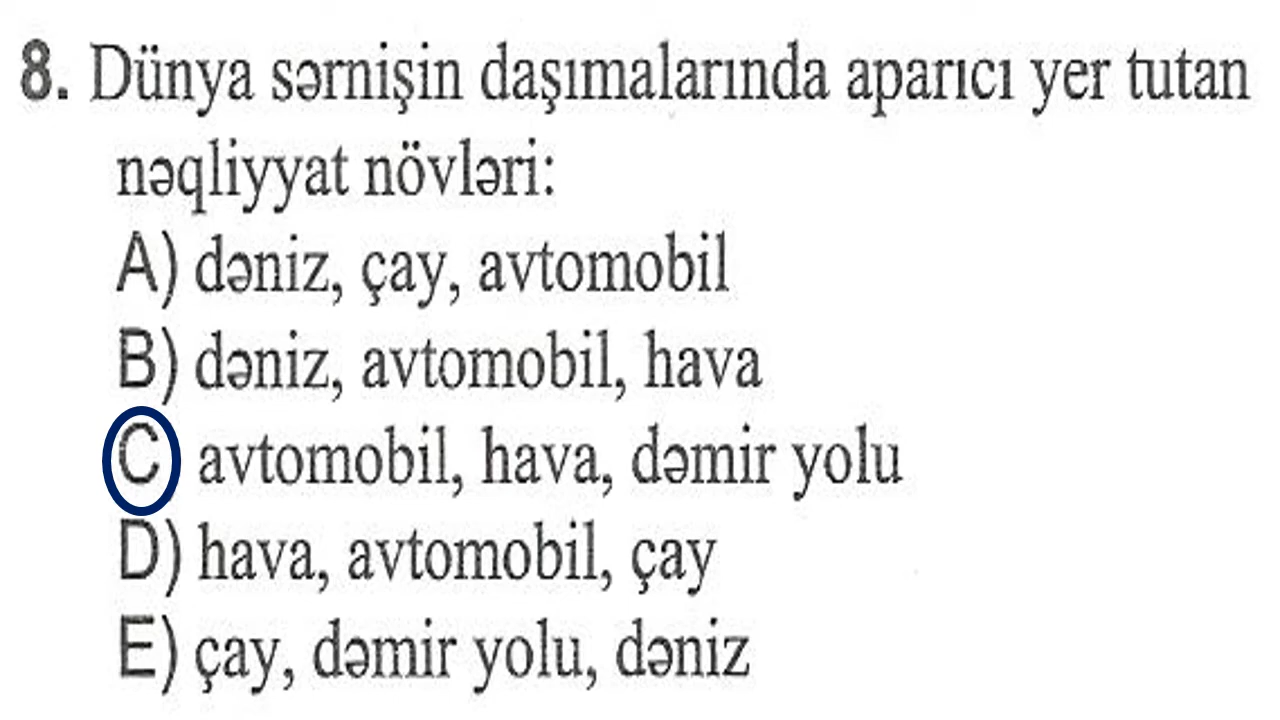 8. Dünya sərnişin daşımalarında aparıcı yer tutan
nəqliyyat növləri:
A) dəniz, çay, avtomobil
B) dəniz, avtomobil, hava
C avtomobil, hava, dəmir yolu
D) hava, avtomobil, çay
E) çay, dəmir yolu, dəniz